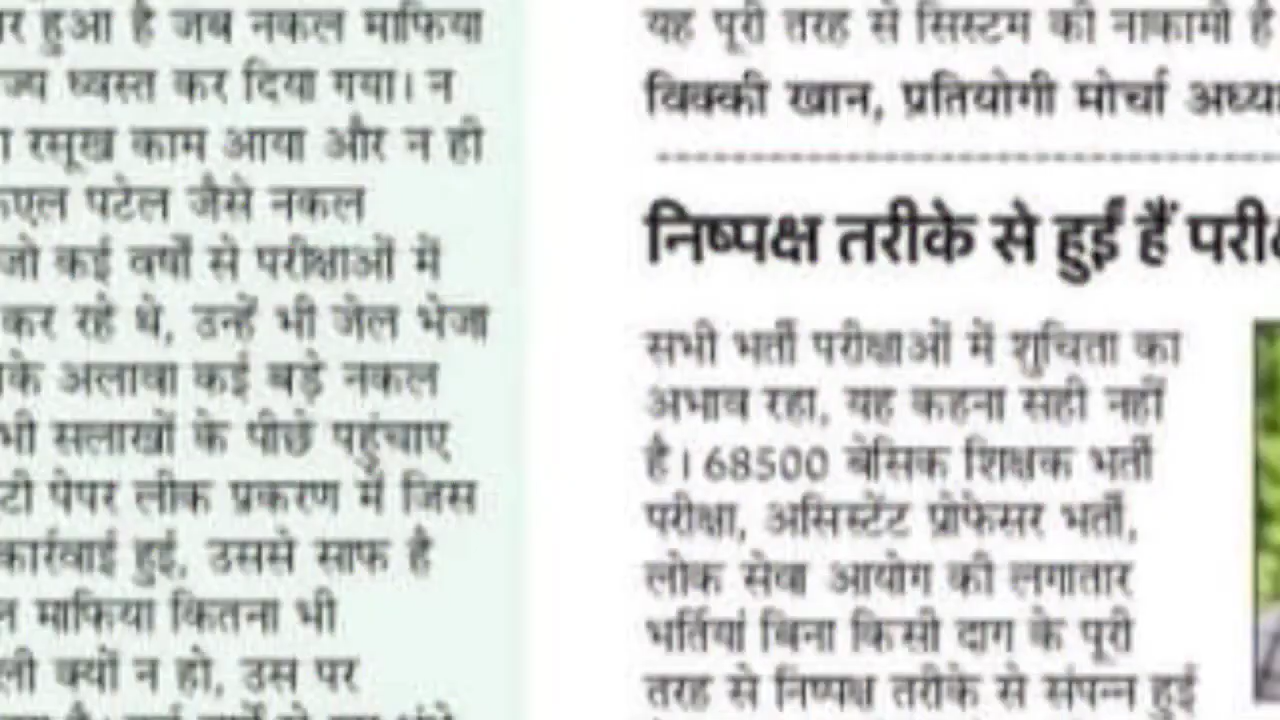 हुआ है जब नकल माफिया
ध्वस्त कर दिया गया। न
रसूख काम आया और न ही
पटेल जैसे नकल
जो कई वर्षों से परीक्षाओं में
कर रहे थे, उन्हें भी जेल भेजा
अलावा कई बड़े नकल
भी सलाखों के पीछे पहुंचाए
पेपर लीक प्रकरण में जिस
कार्रवाई हुई, उससे साफ है
माफिया कितना भी
क्यों न हो, उस पर
यह पूरी तरह से सिस्टम की नाकामी है
विक्की खान, प्रतियोगी मोर्चा
निष्पक्ष तरीके से हुईं हैं
सभी भर्ती परीक्षाओं में शुचिता का
अभाव रहा, यह कहना सही नहीं
है। 68500 बेसिक शिक्षक भर्ती
परीक्षा, असिस्टेंट प्रोफेसर भर्ती,
लोक सेवा आयोग की लगातार
भर्तियां बिना किसी दाग के पूरी
तरह से निष्पक्ष तरीके से संपन्न हुई